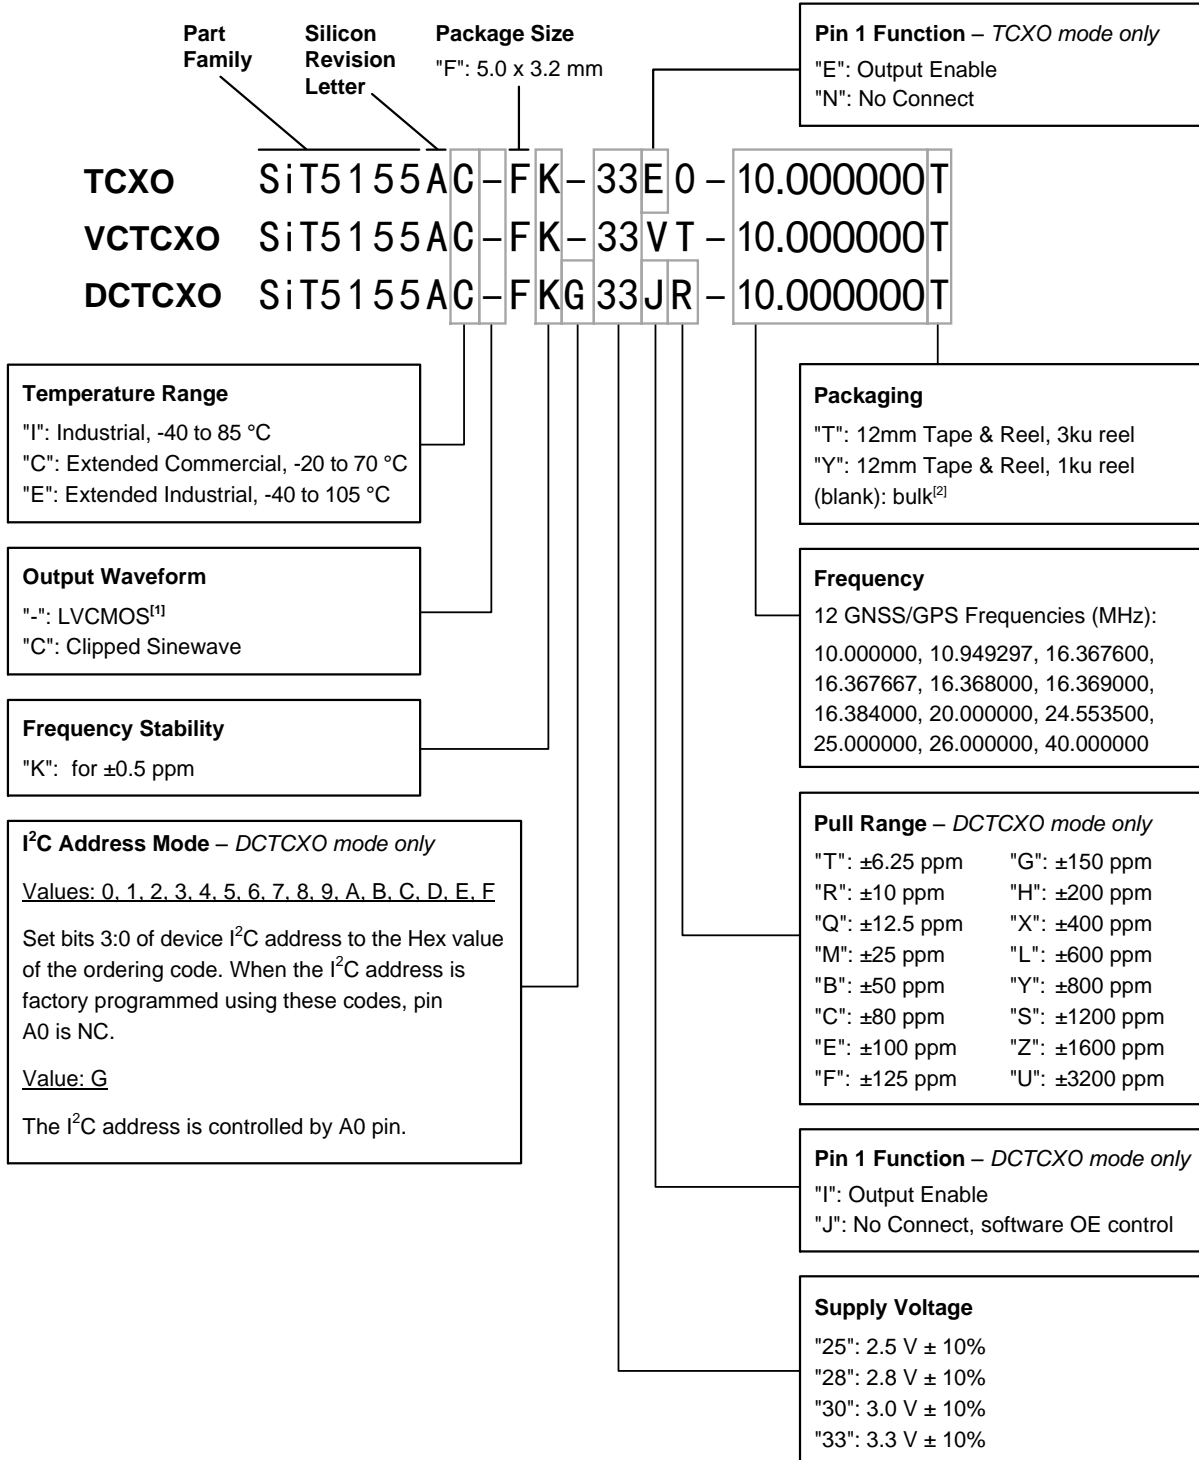 Part
Family
Silicon
Revision
Letter
Package Size
"F": 5.0 x 3.2 mm
Pin 1 Function – TCXO mode only
"E": Output Enable
"N": No Connect
TCXO SiT5155AC-FK-33E0-10.000000T
VCTCXO SiT5155AC-FK-33VT-10.000000T
DCTCXO SiT5155AC-FKG33JR-10.000000T
Temperature Range
"I": Industrial, -40 to 85 °C
"C": Extended Commercial, -20 to 70 °C
"E": Extended Industrial, -40 to 105 °C
Output Waveform
"-": LVCMOS[1]
"C": Clipped Sinewave
Frequency Stability
"K": for ±0.5 ppm
I2C Address Mode – DCTCXO mode only
Values: 0, 1, 2, 3, 4, 5, 6, 7, 8, 9, A, B, C, D, E, F
Set bits 3:0 of device I2C address to the Hex value
of the ordering code. When the I2C address is
factory programmed using these codes, pin
A0 is NC.
Value: G
The I2C address is controlled by A0 pin.
Packaging
"T": 12mm Tape & Reel, 3ku reel
"Y": 12mm Tape & Reel, 1ku reel
(blank): bulk[2]
Frequency
12 GNSS/GPS Frequencies (MHz):
10.000000, 10.949297, 16.367600,
16.367667, 16.368000, 16.369000,
16.384000, 20.000000, 24.553500,
25.000000, 26.000000, 40.000000
Pull Range – DCTCXO mode only
"T": ±6.25 ppm "G": ±150 ppm
"R": ±10 ppm "H": ±200 ppm
"Q": ±12.5 ppm "X": ±400 ppm
"M": ±25 ppm "L": ±600 ppm
"B": ±50 ppm "Y": ±800 ppm
"C": ±80 ppm "S": ±1200 ppm
"E": ±100 ppm "Z": ±1600 ppm
"F": ±125 ppm "U": ±3200 ppm
Pin 1 Function – DCTCXO mode only
"I": Output Enable
"J": No Connect, software OE control
Supply Voltage
"25": 2.5 V ± 10%
"28": 2.8 V ± 10%
"30": 3.0 V ± 10%
"33": 3.3 V ± 10%